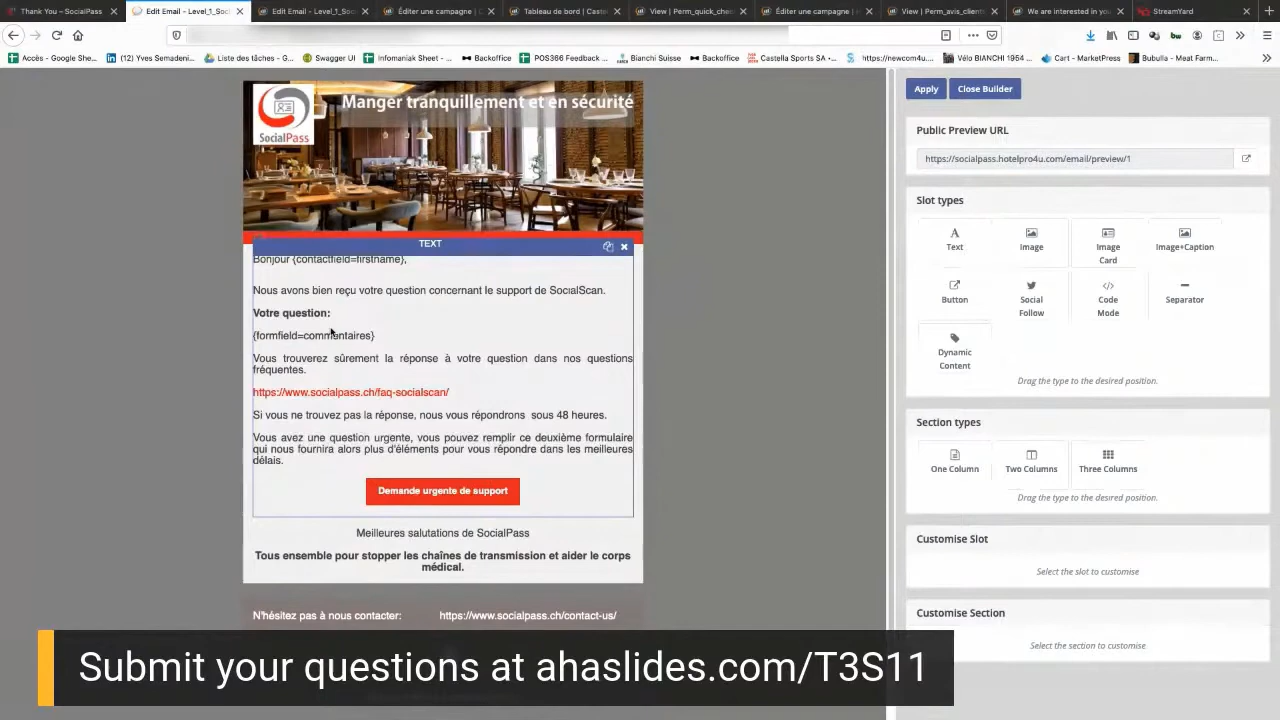 Thank You – SocialPass
Edit Email - Level_1_Soc
Edit Email - Level_1_Soc
Éditer une campagne | C
Tableau de bord | Castel
View | Perm_quick_chec
Éditer une campagne |
View | Perm_avis_clients
We are interested in you
StreamYard
Accès - Google She...
(12) Yves Semadeni...
Liste des tâches - G...
Swagger UI
Infomaniak Sheet - ...
Backoffice
POS366 Feedback ...
Bianchi Suisse
Backoffice
Castella Sports SA -...
https://newcom4u....
Vélo BIANCHI 1954 ...
Cart - MarketPress
Bubulla - Meat Farm...
Apply
Close Builder
Public Preview URL
https://socialpass.hotelpro4u.com/email/preview/1
Slot types
Text
Image
Image Card
Image+Caption
Button
Social Follow
Code Mode
Separator
Dynamic Content
Drag the type to the desired position.
Section types
One Column
Two Columns
Three Columns
Drag the type to the desired position.
Customise Slot
Select the slot to customise
Customise Section
Select the section to customise
Manger tranquillement et en sécurité
SocialPass
TEXT
Bonjour {contactfield=firstname},
Nous avons bien reçu votre question concernant le support de SocialScan.
Votre question:
{formfield=commentaires}
Vous trouverez sûrement la réponse à votre question dans nos questions
fréquentes.
https://www.socialpass.ch/faq-socialscan/
Si vous ne trouvez pas la réponse, nous vous répondrons sous 48 heures.
Vous avez une question urgente, vous pouvez remplir ce deuxième formulaire
qui nous fournira alors plus d'éléments pour vous répondre dans les meilleures
délais.
Demande urgente de support
Meilleures salutations de SocialPass
Tous ensemble pour stopper les chaînes de transmission et aider le corps
médical.
N'hésitez pas à nous contacter:
https://www.socialpass.ch/contact-us/
Submit your questions at ahaslides.com/T3S11